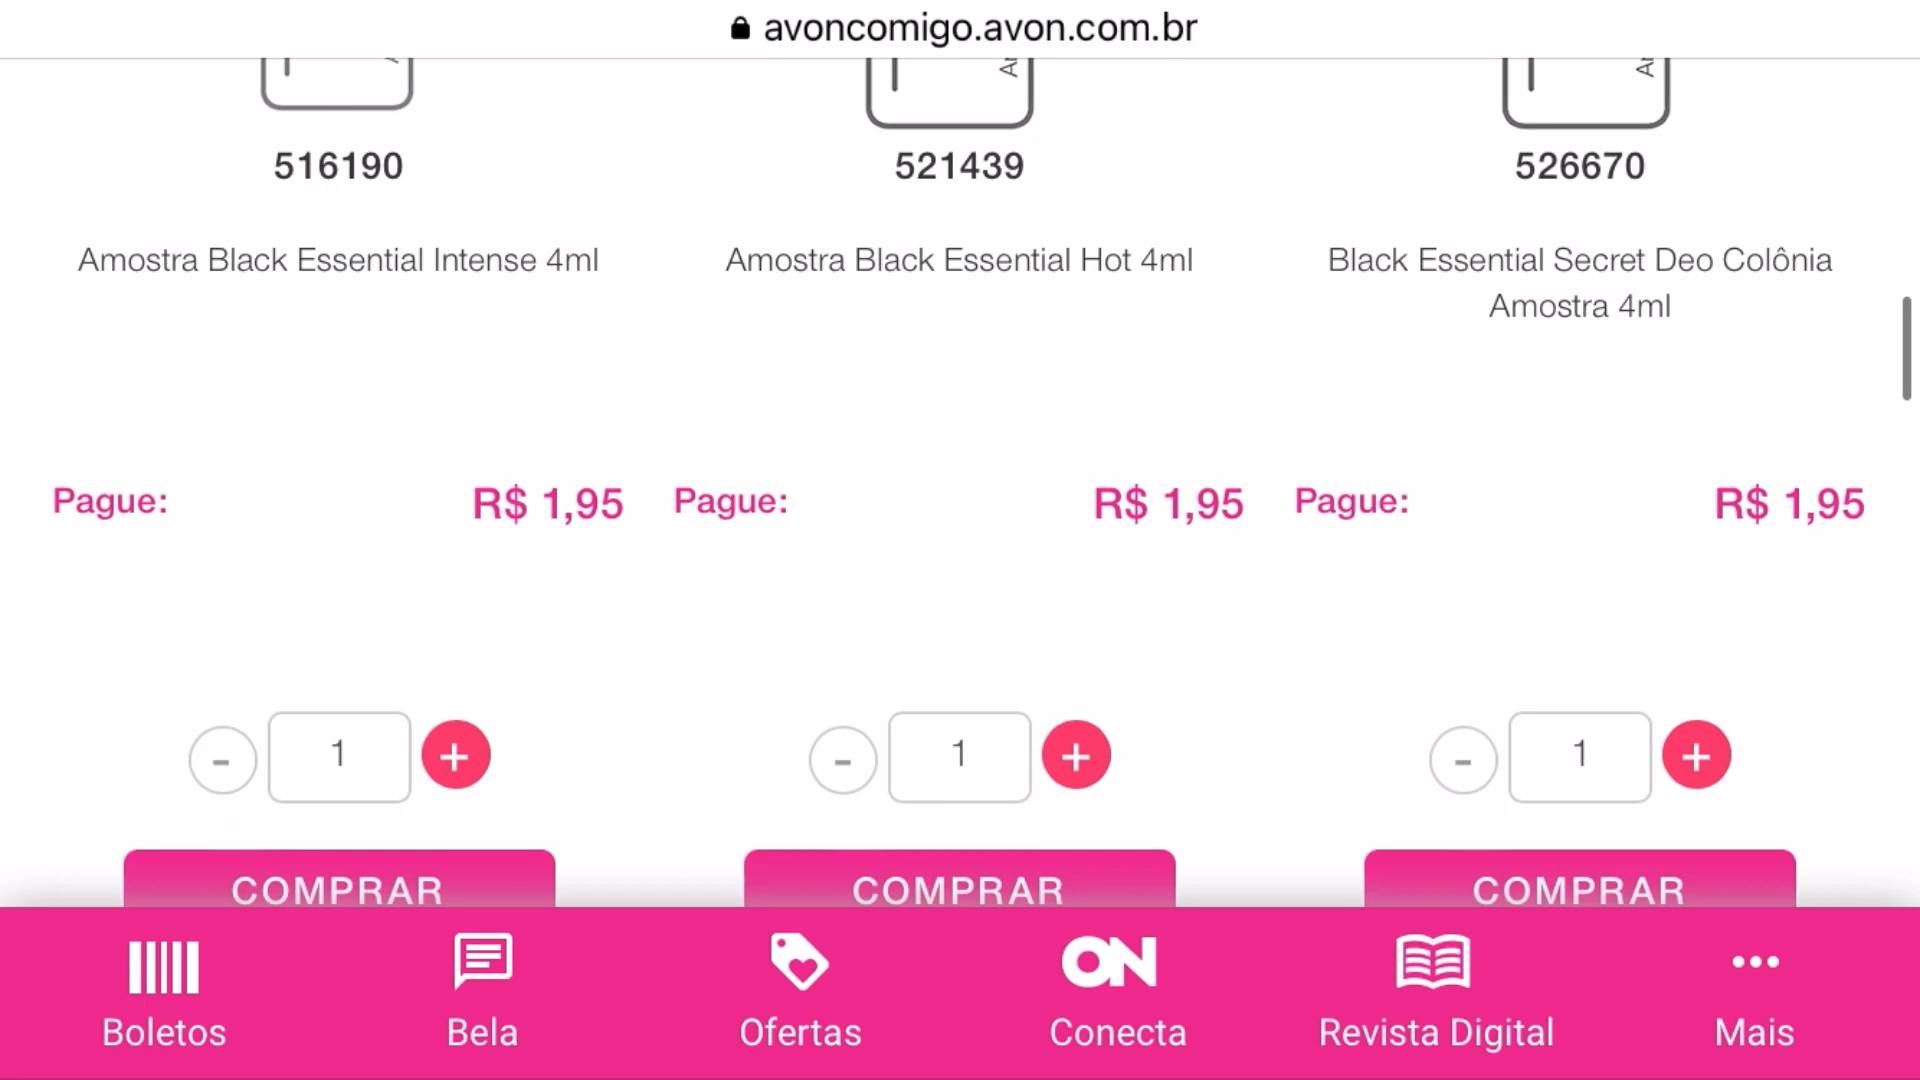 avoncomigo.avon.com.br
516190
521439
526670
Amostra Black Essential Intense 4ml
Amostra Black Essential Hot 4ml
Black Essential Secret Deo Colônia
Amostra 4ml
Pague: R$ 1,95
Pague: R$ 1,95
Pague: R$ 1,95
- 1 +
- 1 +
- 1 +
COMPRAR
COMPRAR
COMPRAR
ON
Boletos
Bela
Ofertas
Conecta
Revista Digital
Mais